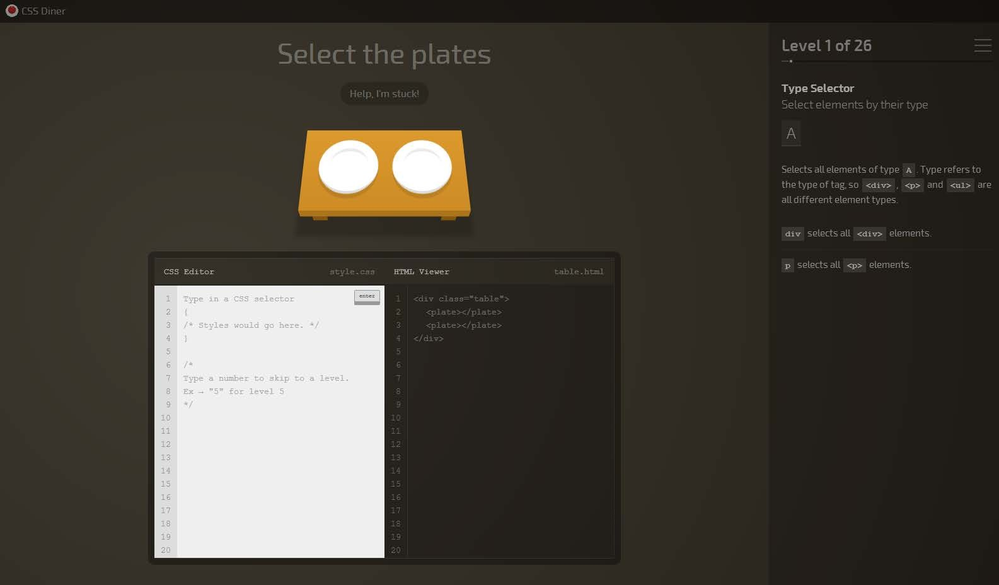 CSS Diner
Select the plates
Help, I'm stuck!
CSS Editor style.css
1 Type in a CSS selector enter
2 {
3 /* Styles would go here. */
4 }
5
6 /*
7 Type a number to skip to a level.
8 Ex → "5" for level 5
9 */
10
11
12
13
14
15
16
17
18
19
20
HTML Viewer table.html
1 <div class="table">
2 <plate></plate>
3 <plate></plate>
4 </div>
5
6
7
8
9
10
11
12
13
14
15
16
17
18
19
20
Level 1 of 26
Type Selector
Select elements by their type
A
Selects all elements of type A . Type refers to
the type of tag, so <div> , <p> and <ul> are
all different element types.
div selects all <div> elements.
p selects all <p> elements.